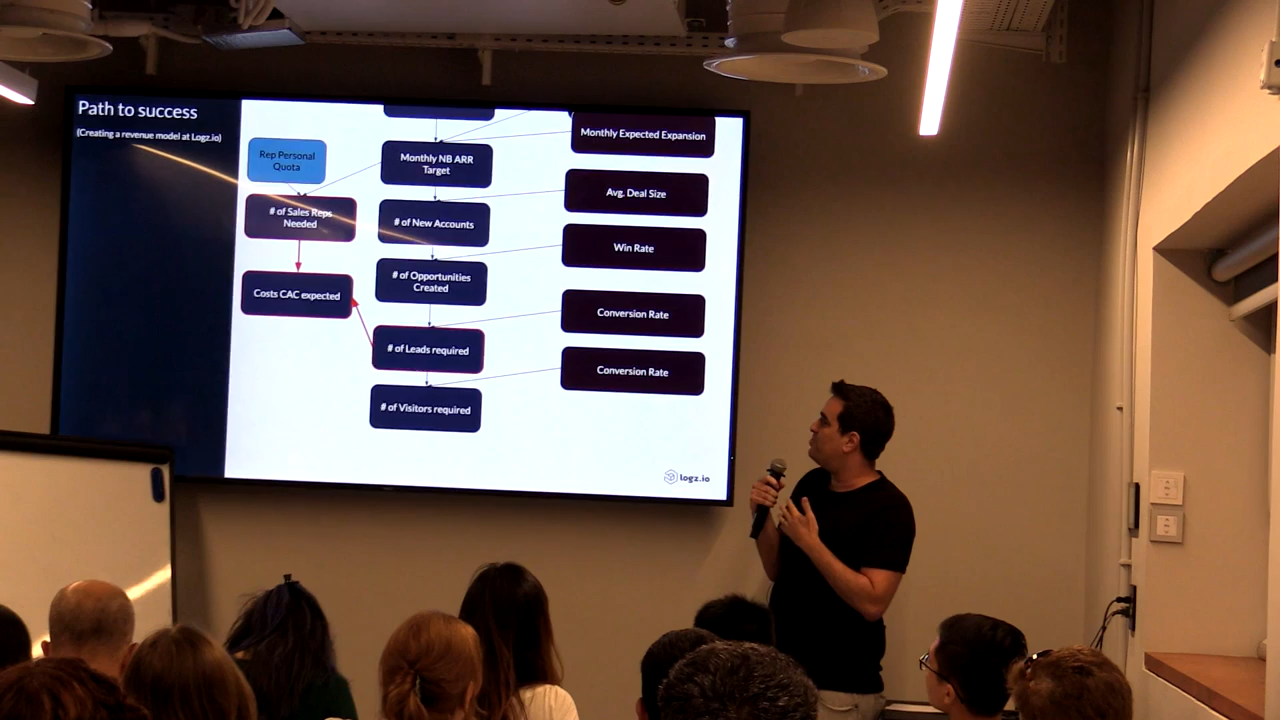 Path to success
(Creating a revenue model at Logz.io)
Rep Personal
Quota
# of Sales Reps
Needed
Costs CAC expected
Monthly NB ARR
Target
# of New Accounts
# of Opportunities
Created
# of Leads required
# of Visitors required
Monthly Expected Expansion
Avg. Deal Size
Win Rate
Conversion Rate
Conversion Rate
logz.io